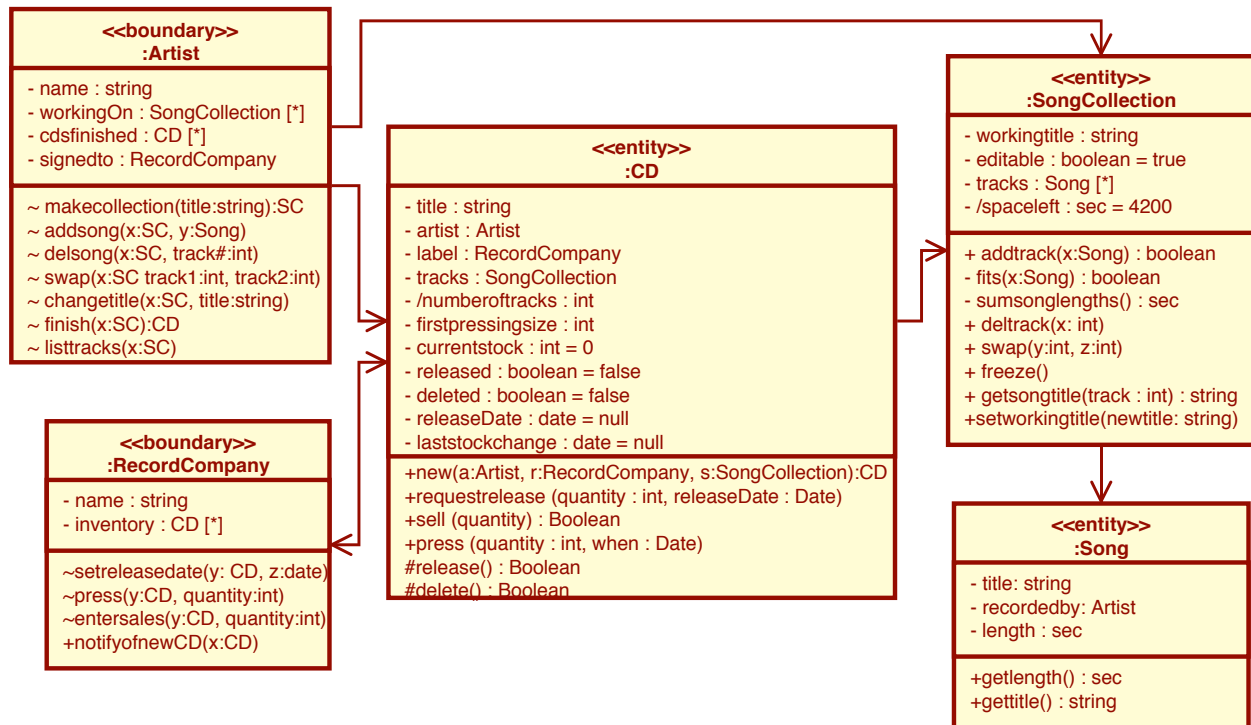 <<boundary>>
:Artist
- name : string
- workingOn : SongCollection [*]
- cdsfinished : CD [*]
- signedto : RecordCompany
~ makecollection(title:string):SC
~ addsong(x:SC, y:Song)
~ delsong(x:SC, track#:int)
~ swap(x:SC track1:int, track2:int)
~ changetitle(x:SC, title:string)
~ finish(x:SC):CD
~ listtracks(x:SC)
<<boundary>>
:RecordCompany
- name : string
- inventory : CD [*]
~setreleasedate(y: CD, z:date)
~press(y:CD, quantity:int)
~entersales(y:CD, quantity:int)
+notifyofnewCD(x:CD)
<<entity>>
:CD
- title : string
- artist : Artist
- label : RecordCompany
- tracks : SongCollection
- /numberoftracks : int
- firstpressingsize : int
- currentstock : int = 0
- released : boolean = false
- deleted : boolean = false
- releaseDate : date = null
- laststockchange : date = null
+new(a:Artist, r:RecordCompany, s:SongCollection):CD
+requestrelease (quantity : int, releaseDate : Date)
+sell (quantity) : Boolean
+press (quantity : int, when : Date)
#release() : Boolean
#delete() : Boolean
<<entity>>
:SongCollection
- workingtitle : string
- editable : boolean = true
- tracks : Song [*]
- /spaceleft : sec = 4200
+ addtrack(x:Song) : boolean
- fits(x:Song) : boolean
- sumsonglengths() : sec
+ deltrack(x: int)
+ swap(y:int, z:int)
+ freeze()
+ getsongtitle(track : int) : string
+setworkingtitle(newtitle: string)
<<entity>>
:Song
- title: string
- recordedby: Artist
- length : sec
+getlength() : sec
+gettitle() : string